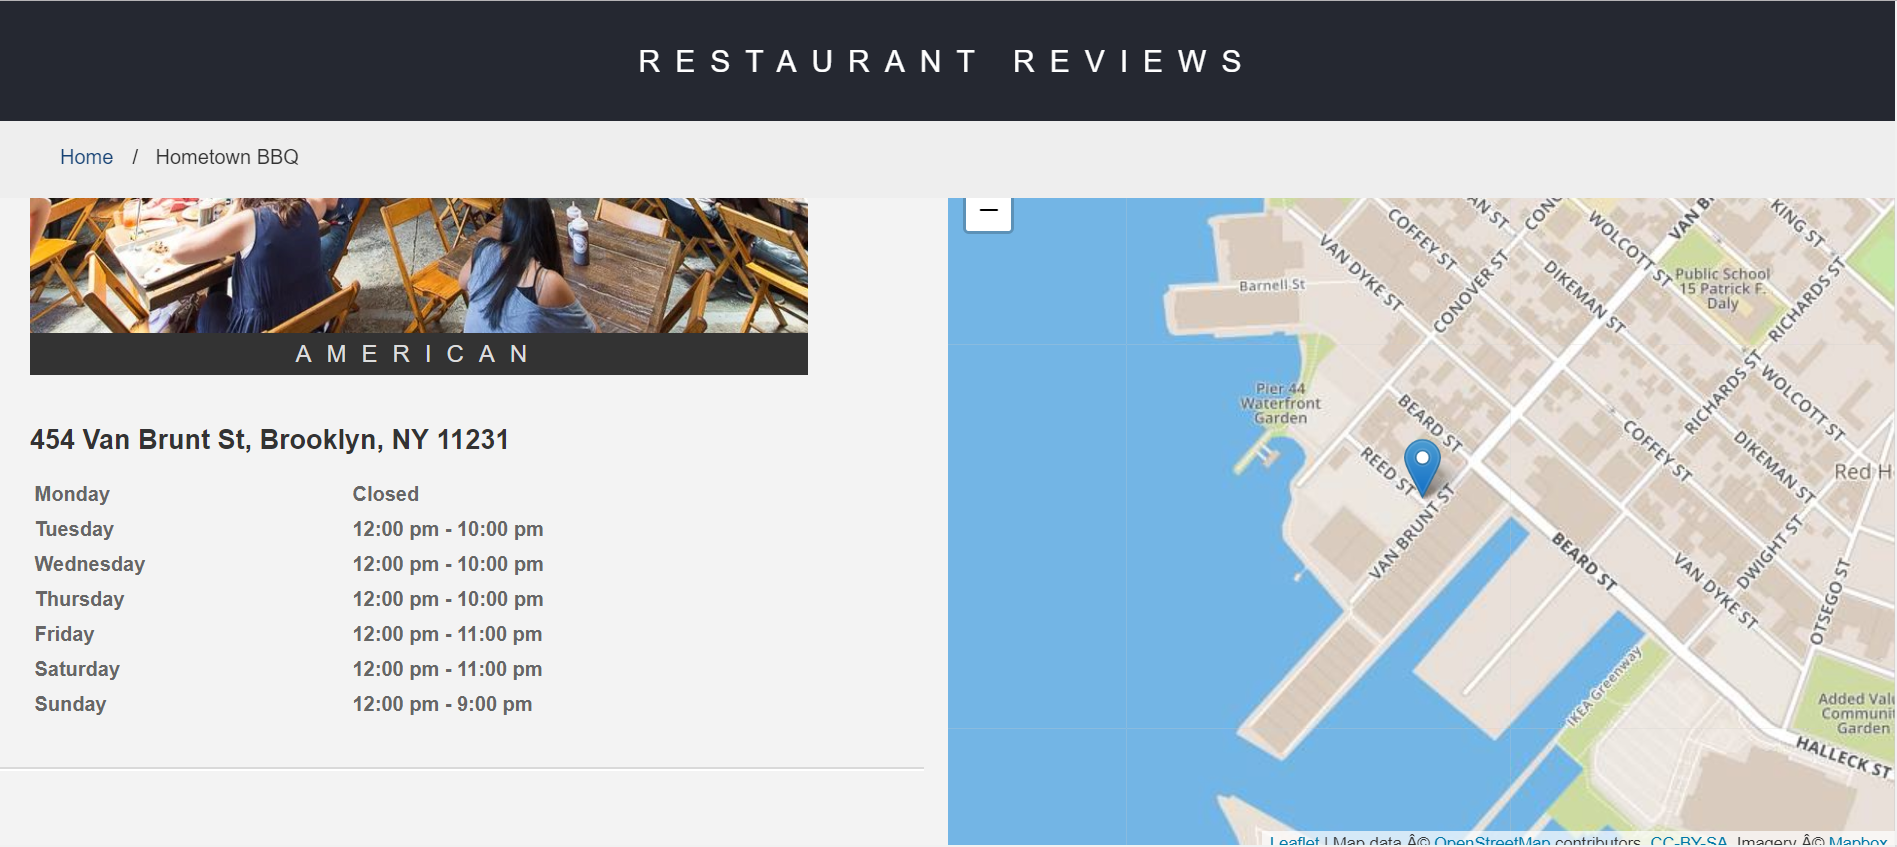 RESTAURANT REVIEWS
Home / Hometown BBQ
AMERICAN
454 Van Brunt St, Brooklyn, NY 11231
Monday Closed
Tuesday 12:00 pm - 10:00 pm
Wednesday 12:00 pm - 10:00 pm
Thursday 12:00 pm - 10:00 pm
Friday 12:00 pm - 11:00 pm
Saturday 12:00 pm - 11:00 pm
Sunday 12:00 pm - 9:00 pm
−
COFFEY ST
WOLCOTT ST
KING ST
VAN DYKE ST
CONOVER ST
DIKEMAN ST
Public School
15 Patrick F.
Daly
RICHARDS ST
Barnell St
Pier 44
Waterfront
Garden
BEARD ST
REED ST
VAN BRUNT ST
RICHARDS ST
WOLCOTT ST
COFFEY ST
DIKEMAN ST
Red H
BEARD ST
VAN DYKE ST
DWIGHT ST
OTSEGO ST
IKEA Greenway
Added Valu
Communit
Garden
HALLECK ST
Leaflet | Map data Â© OpenStreetMap contributors, CC-BY-SA, Imagery Â© Mapbox